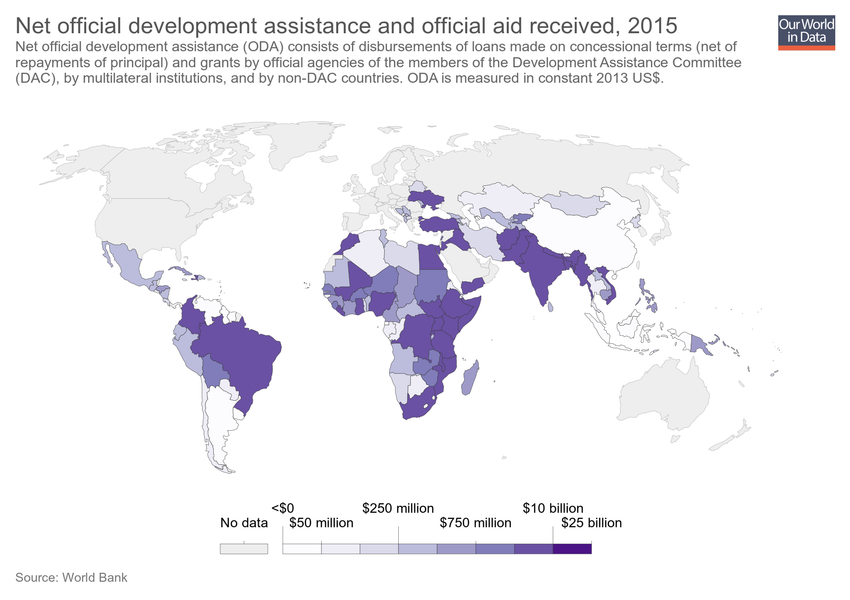 Net official development assistance and official aid received, 2015
Our World
in Data
Net official development assistance (ODA) consists of disbursements of loans made on concessional terms (net of
repayments of principal) and grants by official agencies of the members of the Development Assistance Committee
(DAC), by multilateral institutions, and by non-DAC countries. ODA is measured in constant 2013 US$.
<$0 $250 million $10 billion
No data $50 million $750 million $25 billion
Source: World Bank